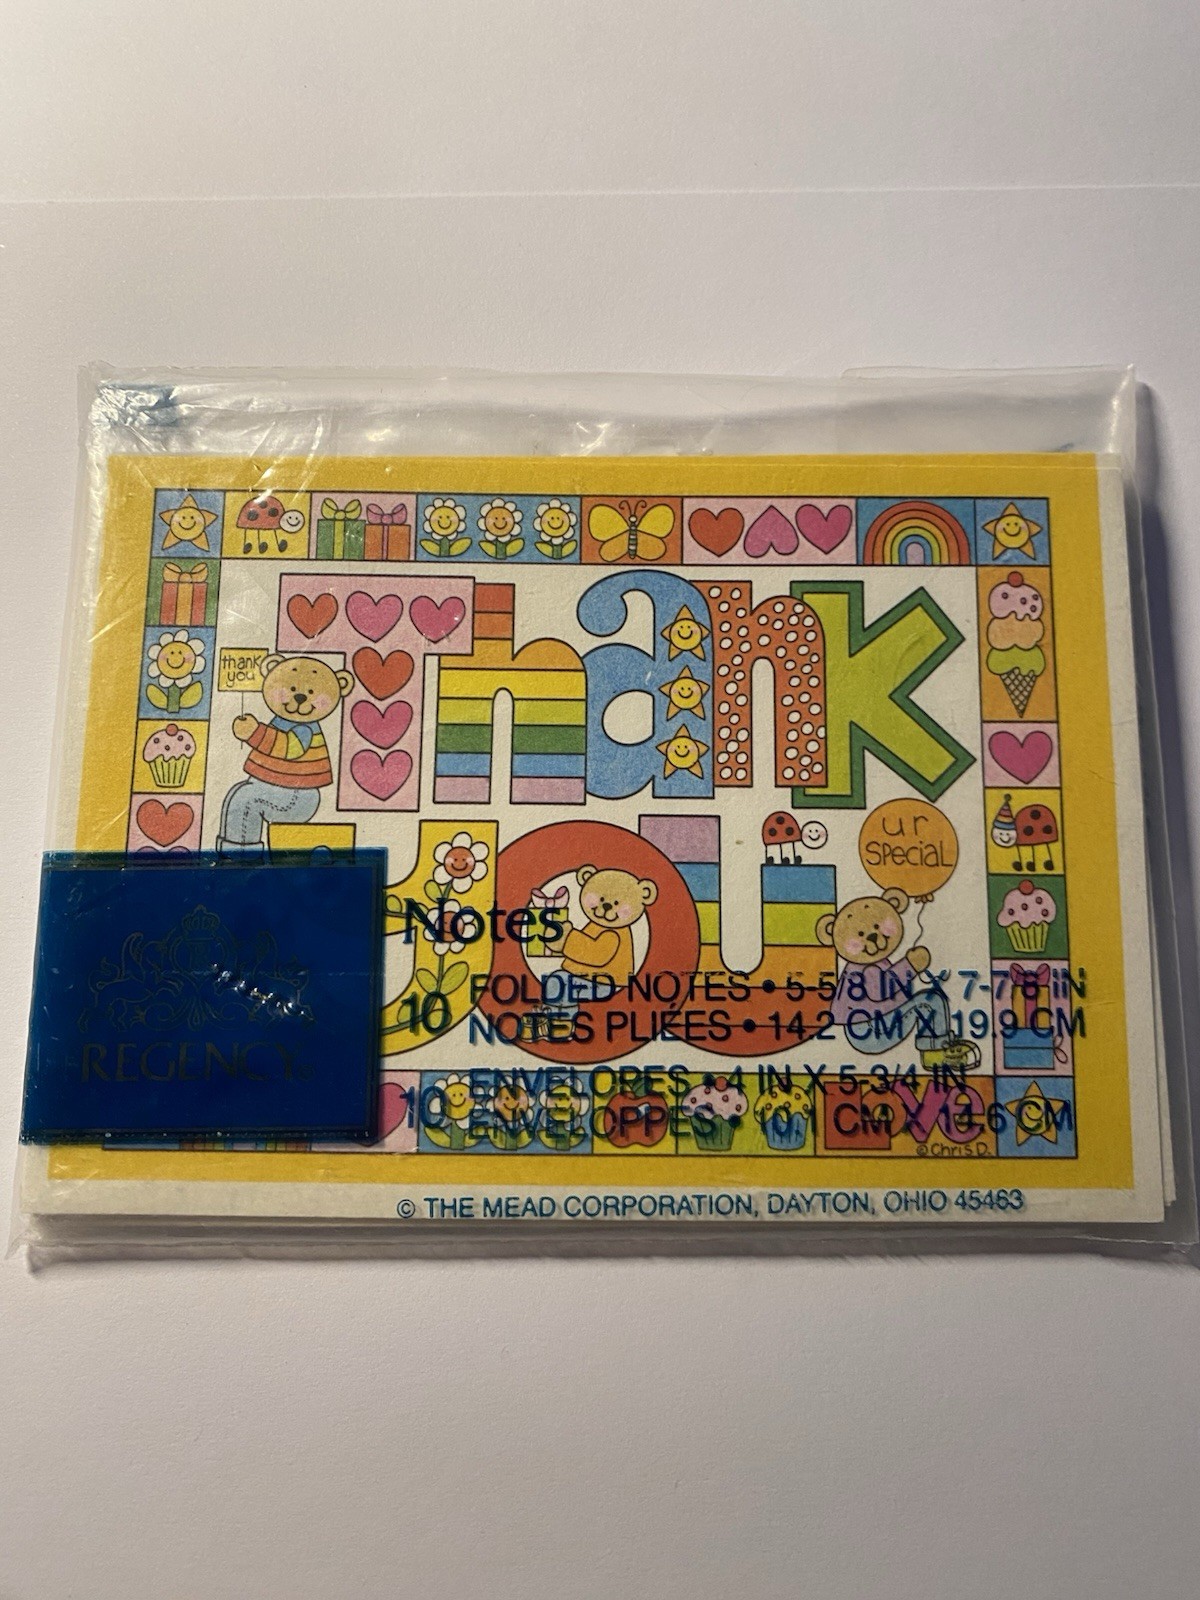 Thank
you
thank
you
ur
special
Notes
10 FOLDED NOTES • 5-5/8 IN X 7-7/8 IN
NOTES PLIÉES • 14.2 CM X 19.9 CM
10 ENVELOPES • 4 IN X 5-3/4 IN
ENVELOPPES • 10.1 CM X 14.6 CM
REGENCY®
love
© Chris D.
© THE MEAD CORPORATION, DAYTON, OHIO 45463